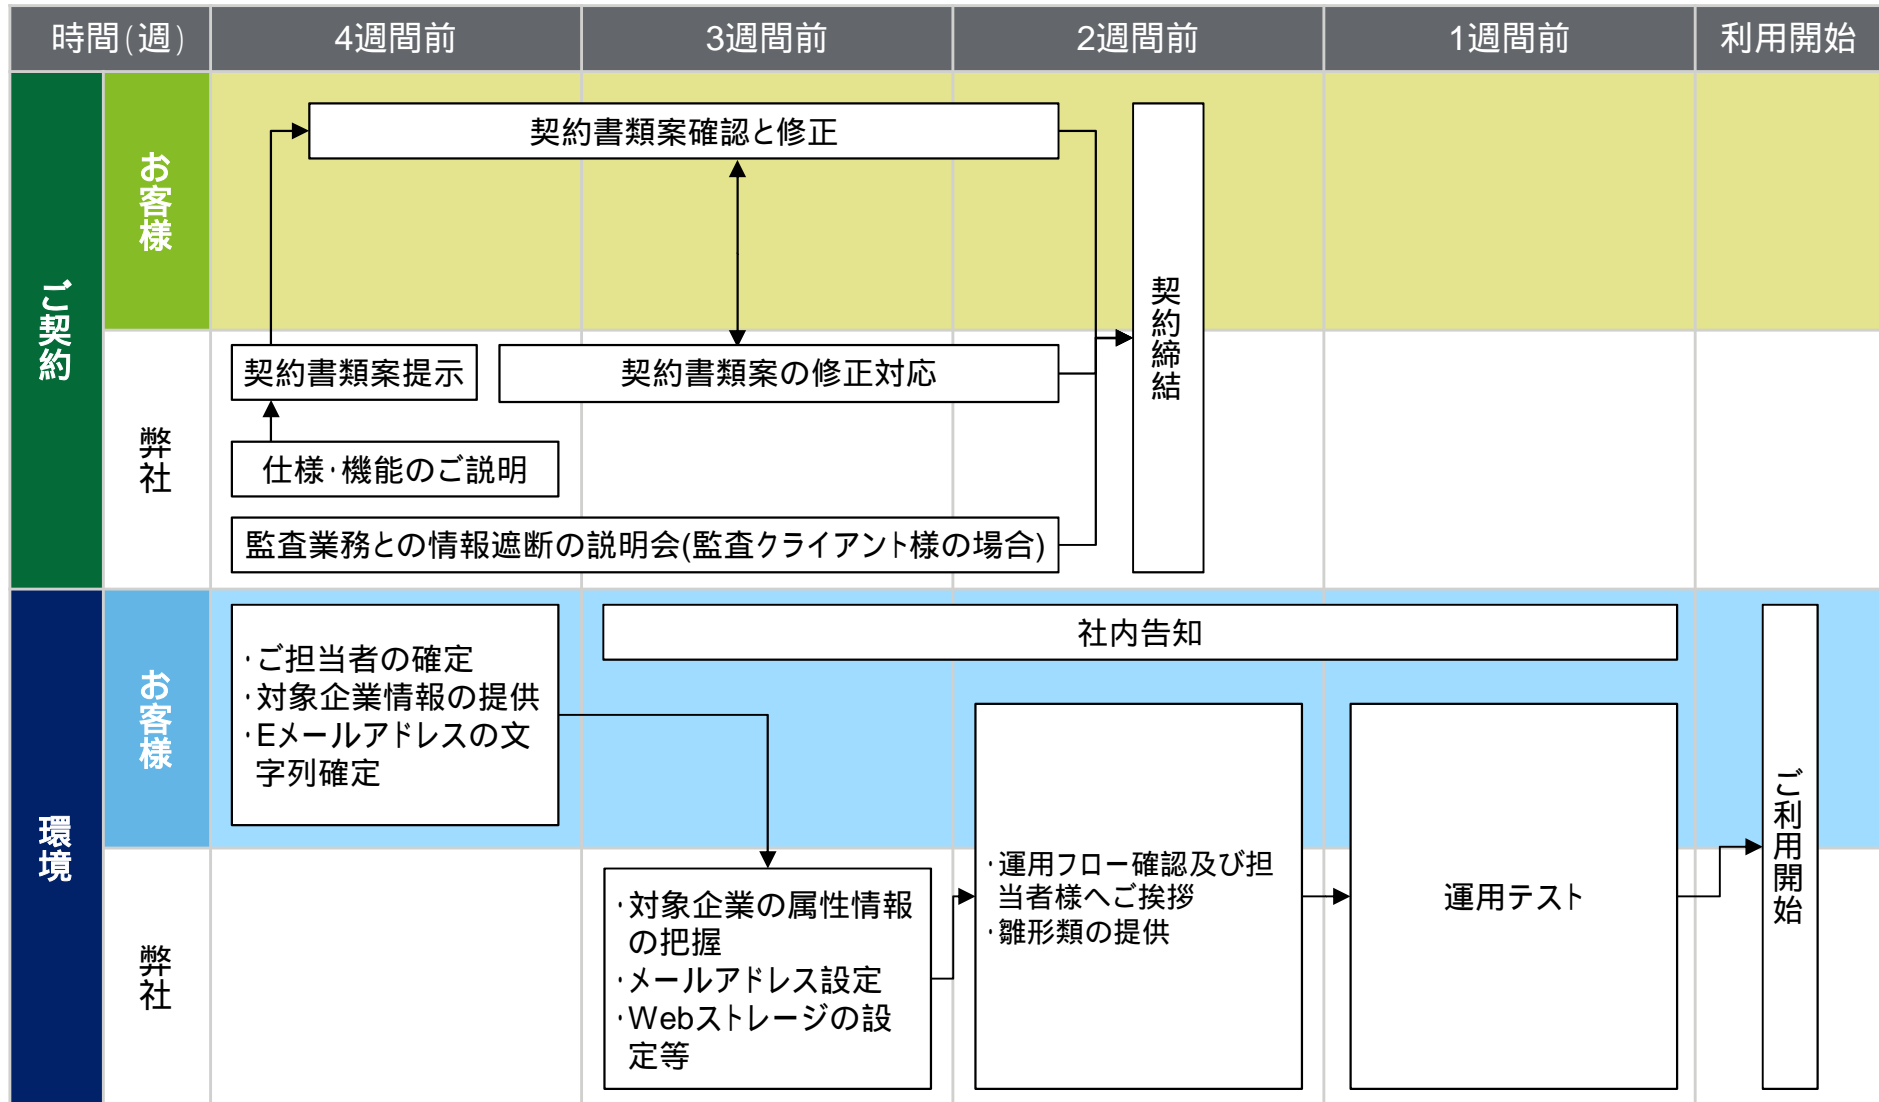 時間(週)
4週間前
3週間前
2週間前
1週間前
利用開始
ご契約
お客様
契約書類案確認と修正
契約締結
弊社
契約書類案提示
契約書類案の修正対応
仕様・機能のご説明
監査業務との情報遮断の説明会(監査クライアント様の場合)
環境
お客様
・ご担当者の確定
・対象企業情報の提供
・Eメールアドレスの文
字列確定
社内告知
弊社
・対象企業の属性情報
の把握
・メールアドレス設定
・Webストレージの設
定等
・運用フロー確認及び担
当者様へご挨拶
・雛形類の提供
運用テスト
ご利用開始